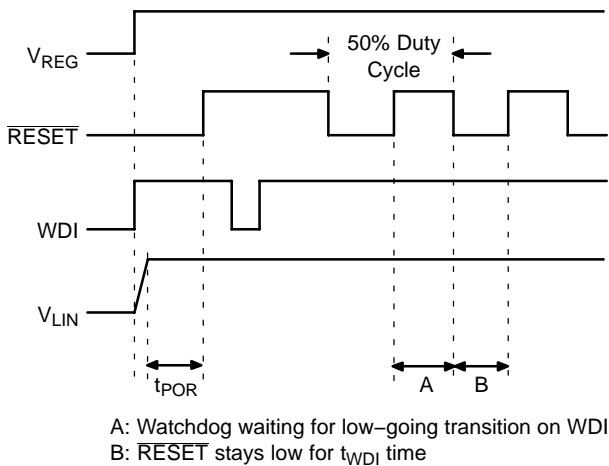 50% Duty
Cycle
V_REG
RESET
WDI
V_LIN
t_POR
A
B
A: Watchdog waiting for low–going transition on WDI
B: RESET stays low for t_WDI time